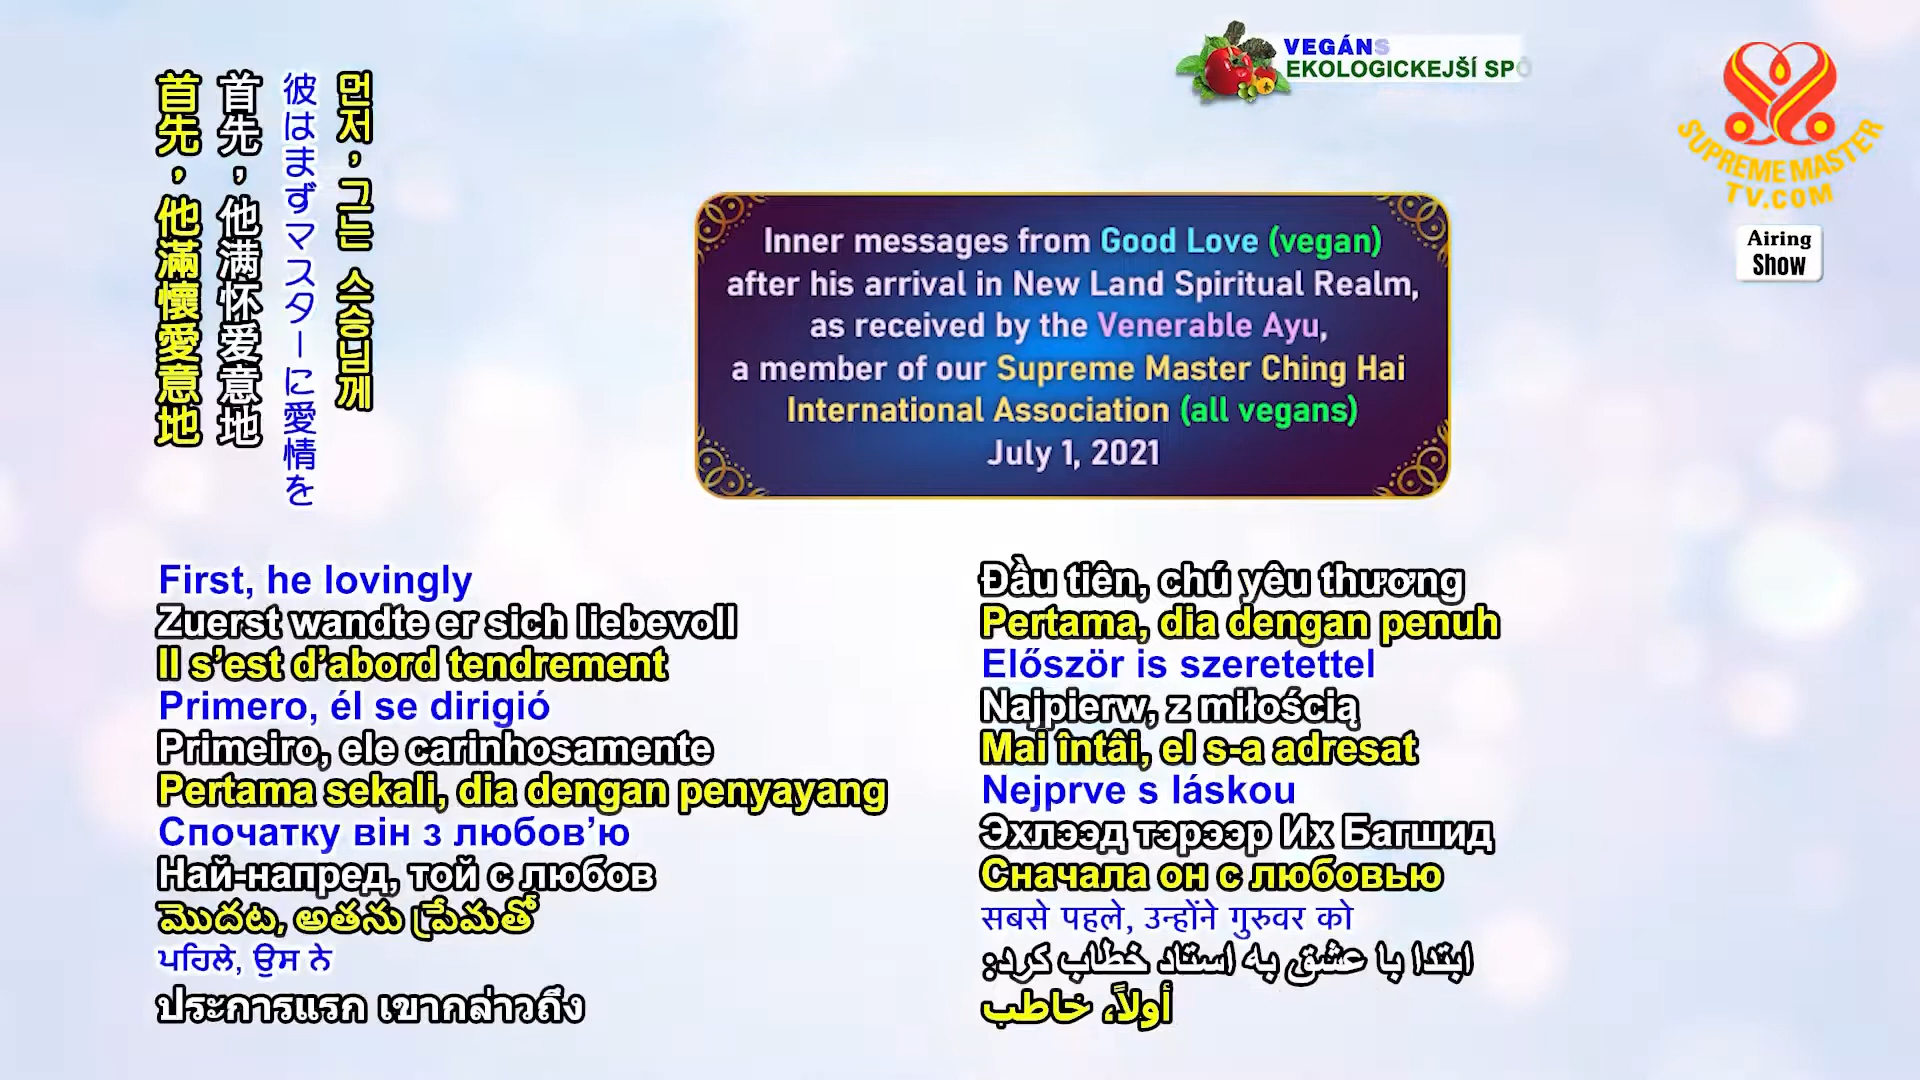 VEGÁNS
EKOLOGICKEJŠÍ SPÔ
SUPREME MASTER
TV.COM
Airing
Show
首先，他滿懷愛意地
首先，他满怀爱意地
彼はまずマスターに愛情を
먼저, 그는 스승님께
Inner messages from Good Love (vegan)
after his arrival in New Land Spiritual Realm,
as received by the Venerable Ayu,
a member of our Supreme Master Ching Hai
International Association (all vegans)
July 1, 2021
First, he lovingly
Zuerst wandte er sich liebevoll
Il s’est d’abord tendrement
Primero, él se dirigió
Primeiro, ele carinhosamente
Pertama sekali, dia dengan penyayang
Спочатку він з любов’ю
Най-напред, той с любов
మొదట, అతను ప్రేమతో
ਪਹਿਲੇ, ਉਸ ਨੇ
ประการแรก เขากล่าวถึง
Đầu tiên, chú yêu thương
Pertama, dia dengan penuh
Először is szeretettel
Najpierw, z miłością
Mai întâi, el s-a adresat
Nejprve s láskou
Эхлээд тэрээр Их Багшид
Сначала он с любовью
सबसे पहले, उन्होंने गुरुवर को
ابتدا با عشق به استاد خطاب کرد:
أولاً، خاطب